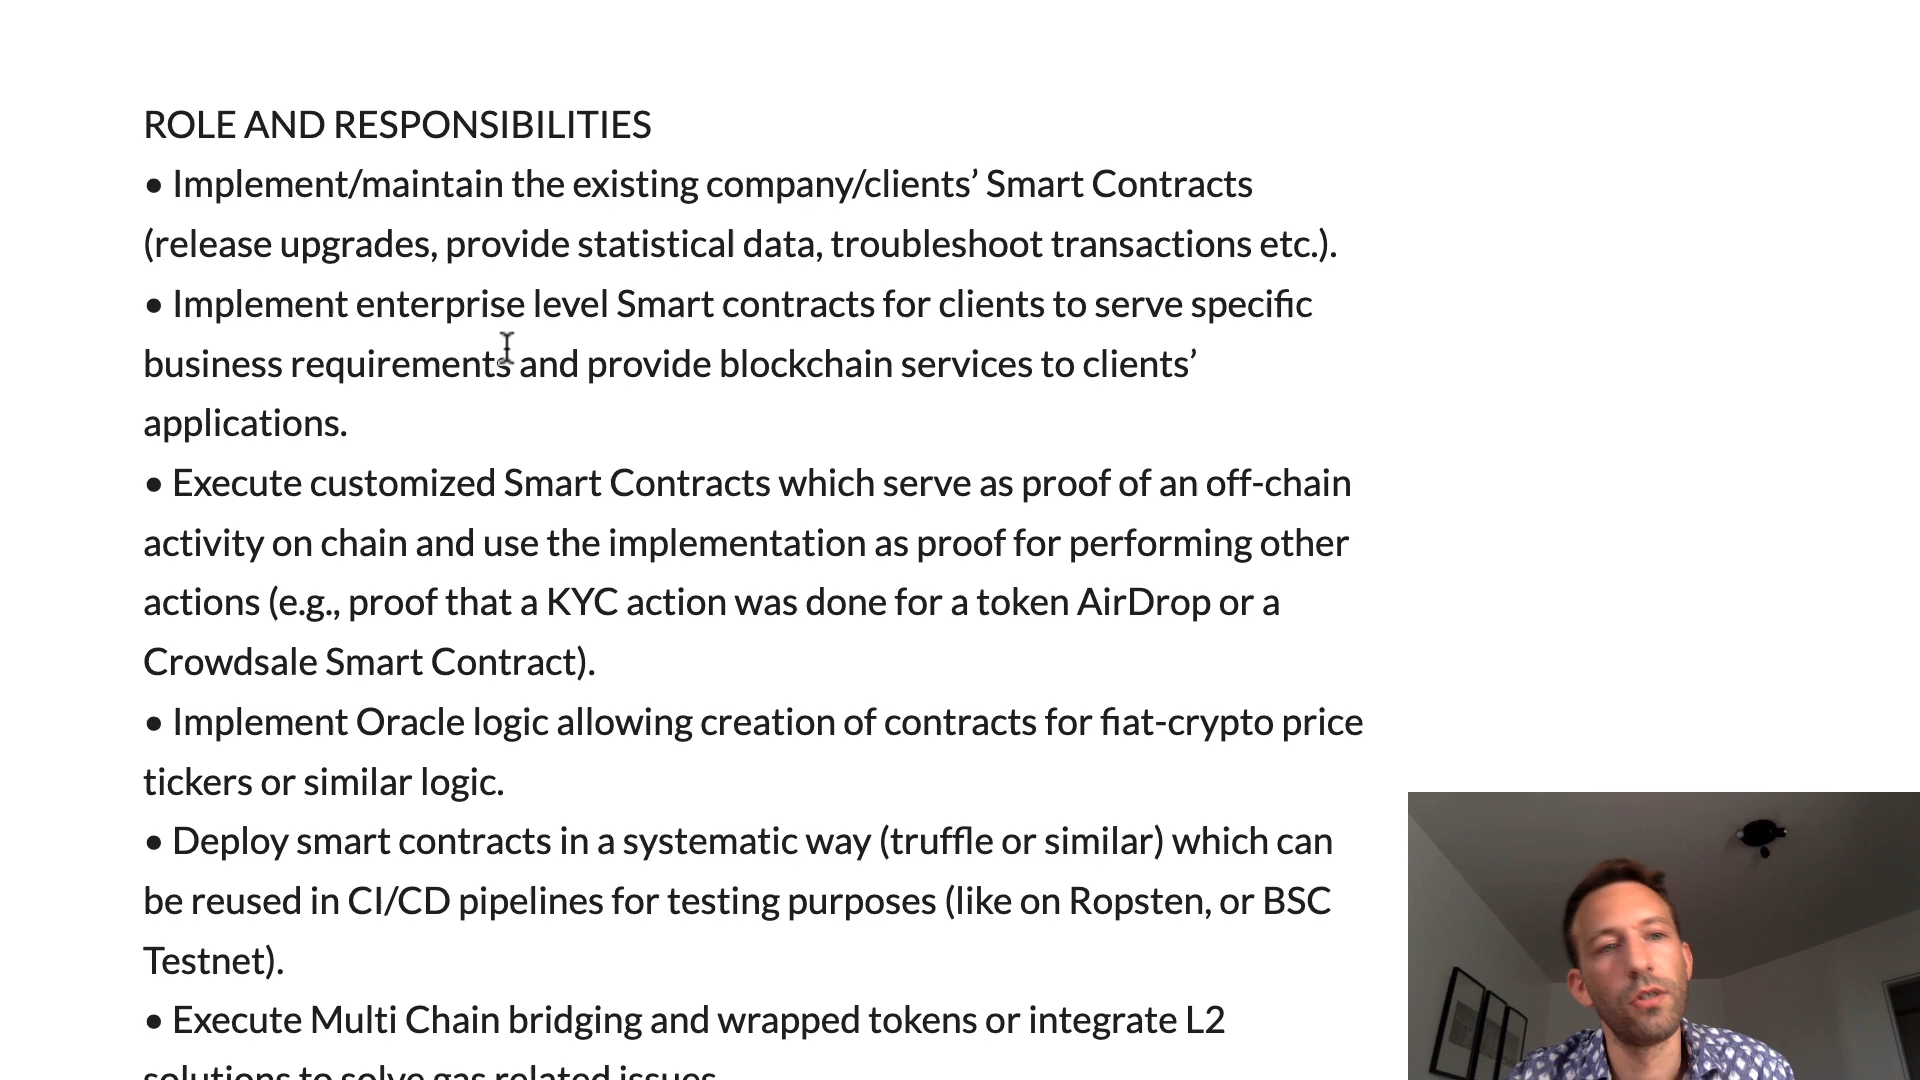 ROLE AND RESPONSIBILITIES
• Implement/maintain the existing company/clients’ Smart Contracts
(release upgrades, provide statistical data, troubleshoot transactions etc.).
• Implement enterprise level Smart contracts for clients to serve specific
business requirements and provide blockchain services to clients’
applications.
• Execute customized Smart Contracts which serve as proof of an off-chain
activity on chain and use the implementation as proof for performing other
actions (e.g., proof that a KYC action was done for a token AirDrop or a
Crowdsale Smart Contract).
• Implement Oracle logic allowing creation of contracts for fiat-crypto price
tickers or similar logic.
• Deploy smart contracts in a systematic way (truffle or similar) which can
be reused in CI/CD pipelines for testing purposes (like on Ropsten, or BSC
Testnet).
• Execute Multi Chain bridging and wrapped tokens or integrate L2
solutions to solve gas related issues